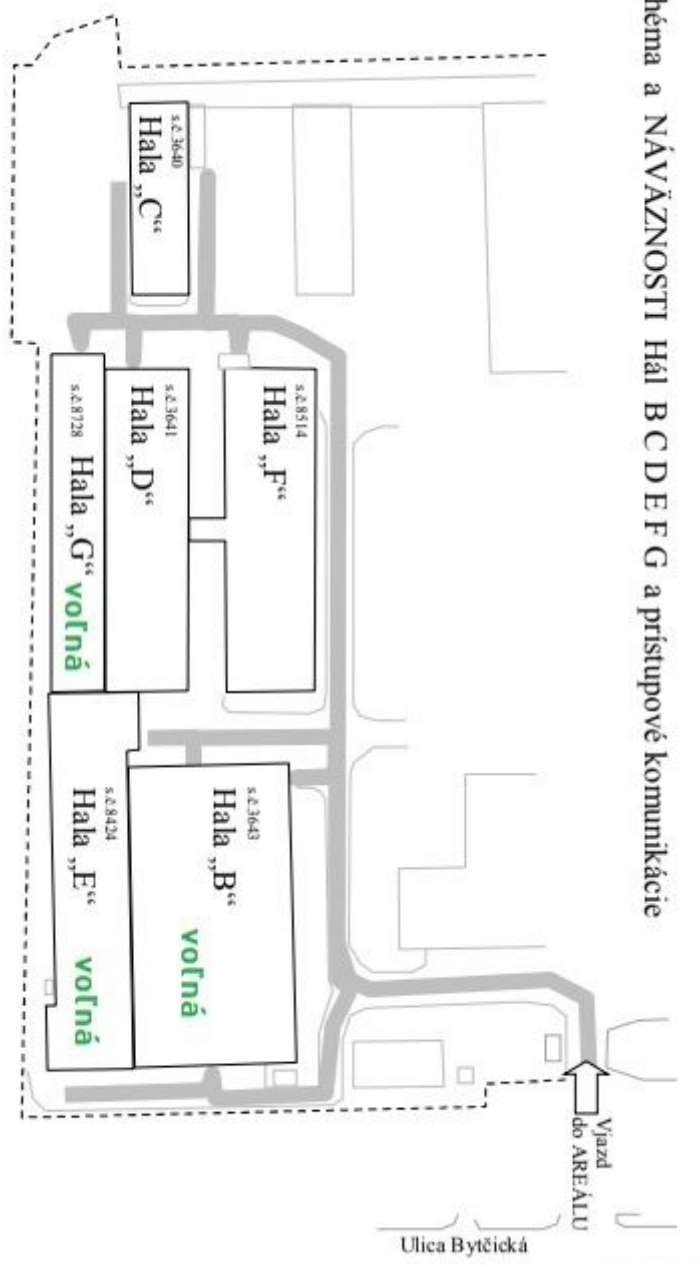 héma a NÁVÄZNOSTI Hál B C D E F G a prístupové komunikácie
s.č.3640
Hala „C“
s.č.8514
Hala „F“
s.č.3641
Hala „D“
s.č.8728
Hala „G“ voľná
s.č.3643
Hala „B“
voľná
s.č.8424
Hala „E“ voľná
Vjazd
do AREÁLU
Ulica Bytčická